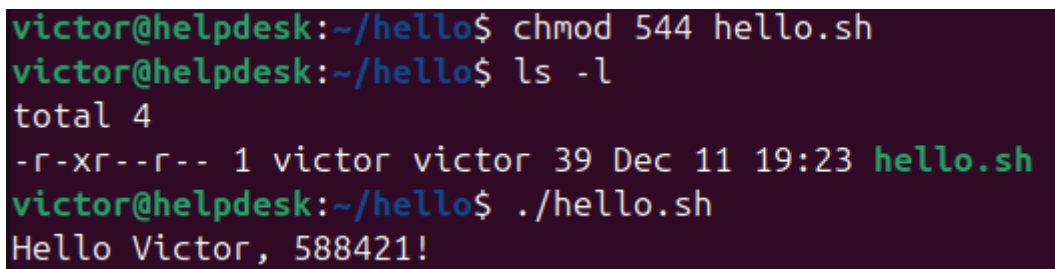 victor@helpdesk:~/hello$ chmod 544 hello.sh
victor@helpdesk:~/hello$ ls -l
total 4
-r-xr--r-- 1 victor victor 39 Dec 11 19:23 hello.sh
victor@helpdesk:~/hello$ ./hello.sh
Hello Victor, 588421!